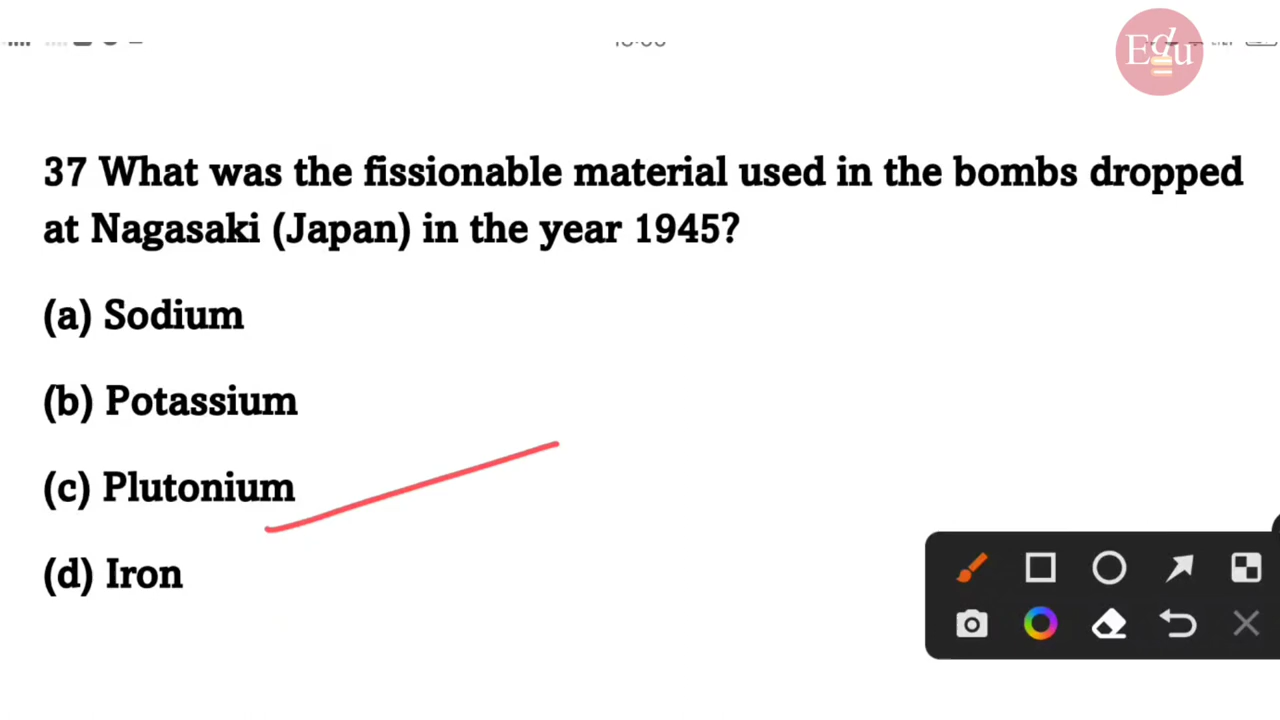 Edu
37 What was the fissionable material used in the bombs dropped
at Nagasaki (Japan) in the year 1945?
(a) Sodium
(b) Potassium
(c) Plutonium
(d) Iron